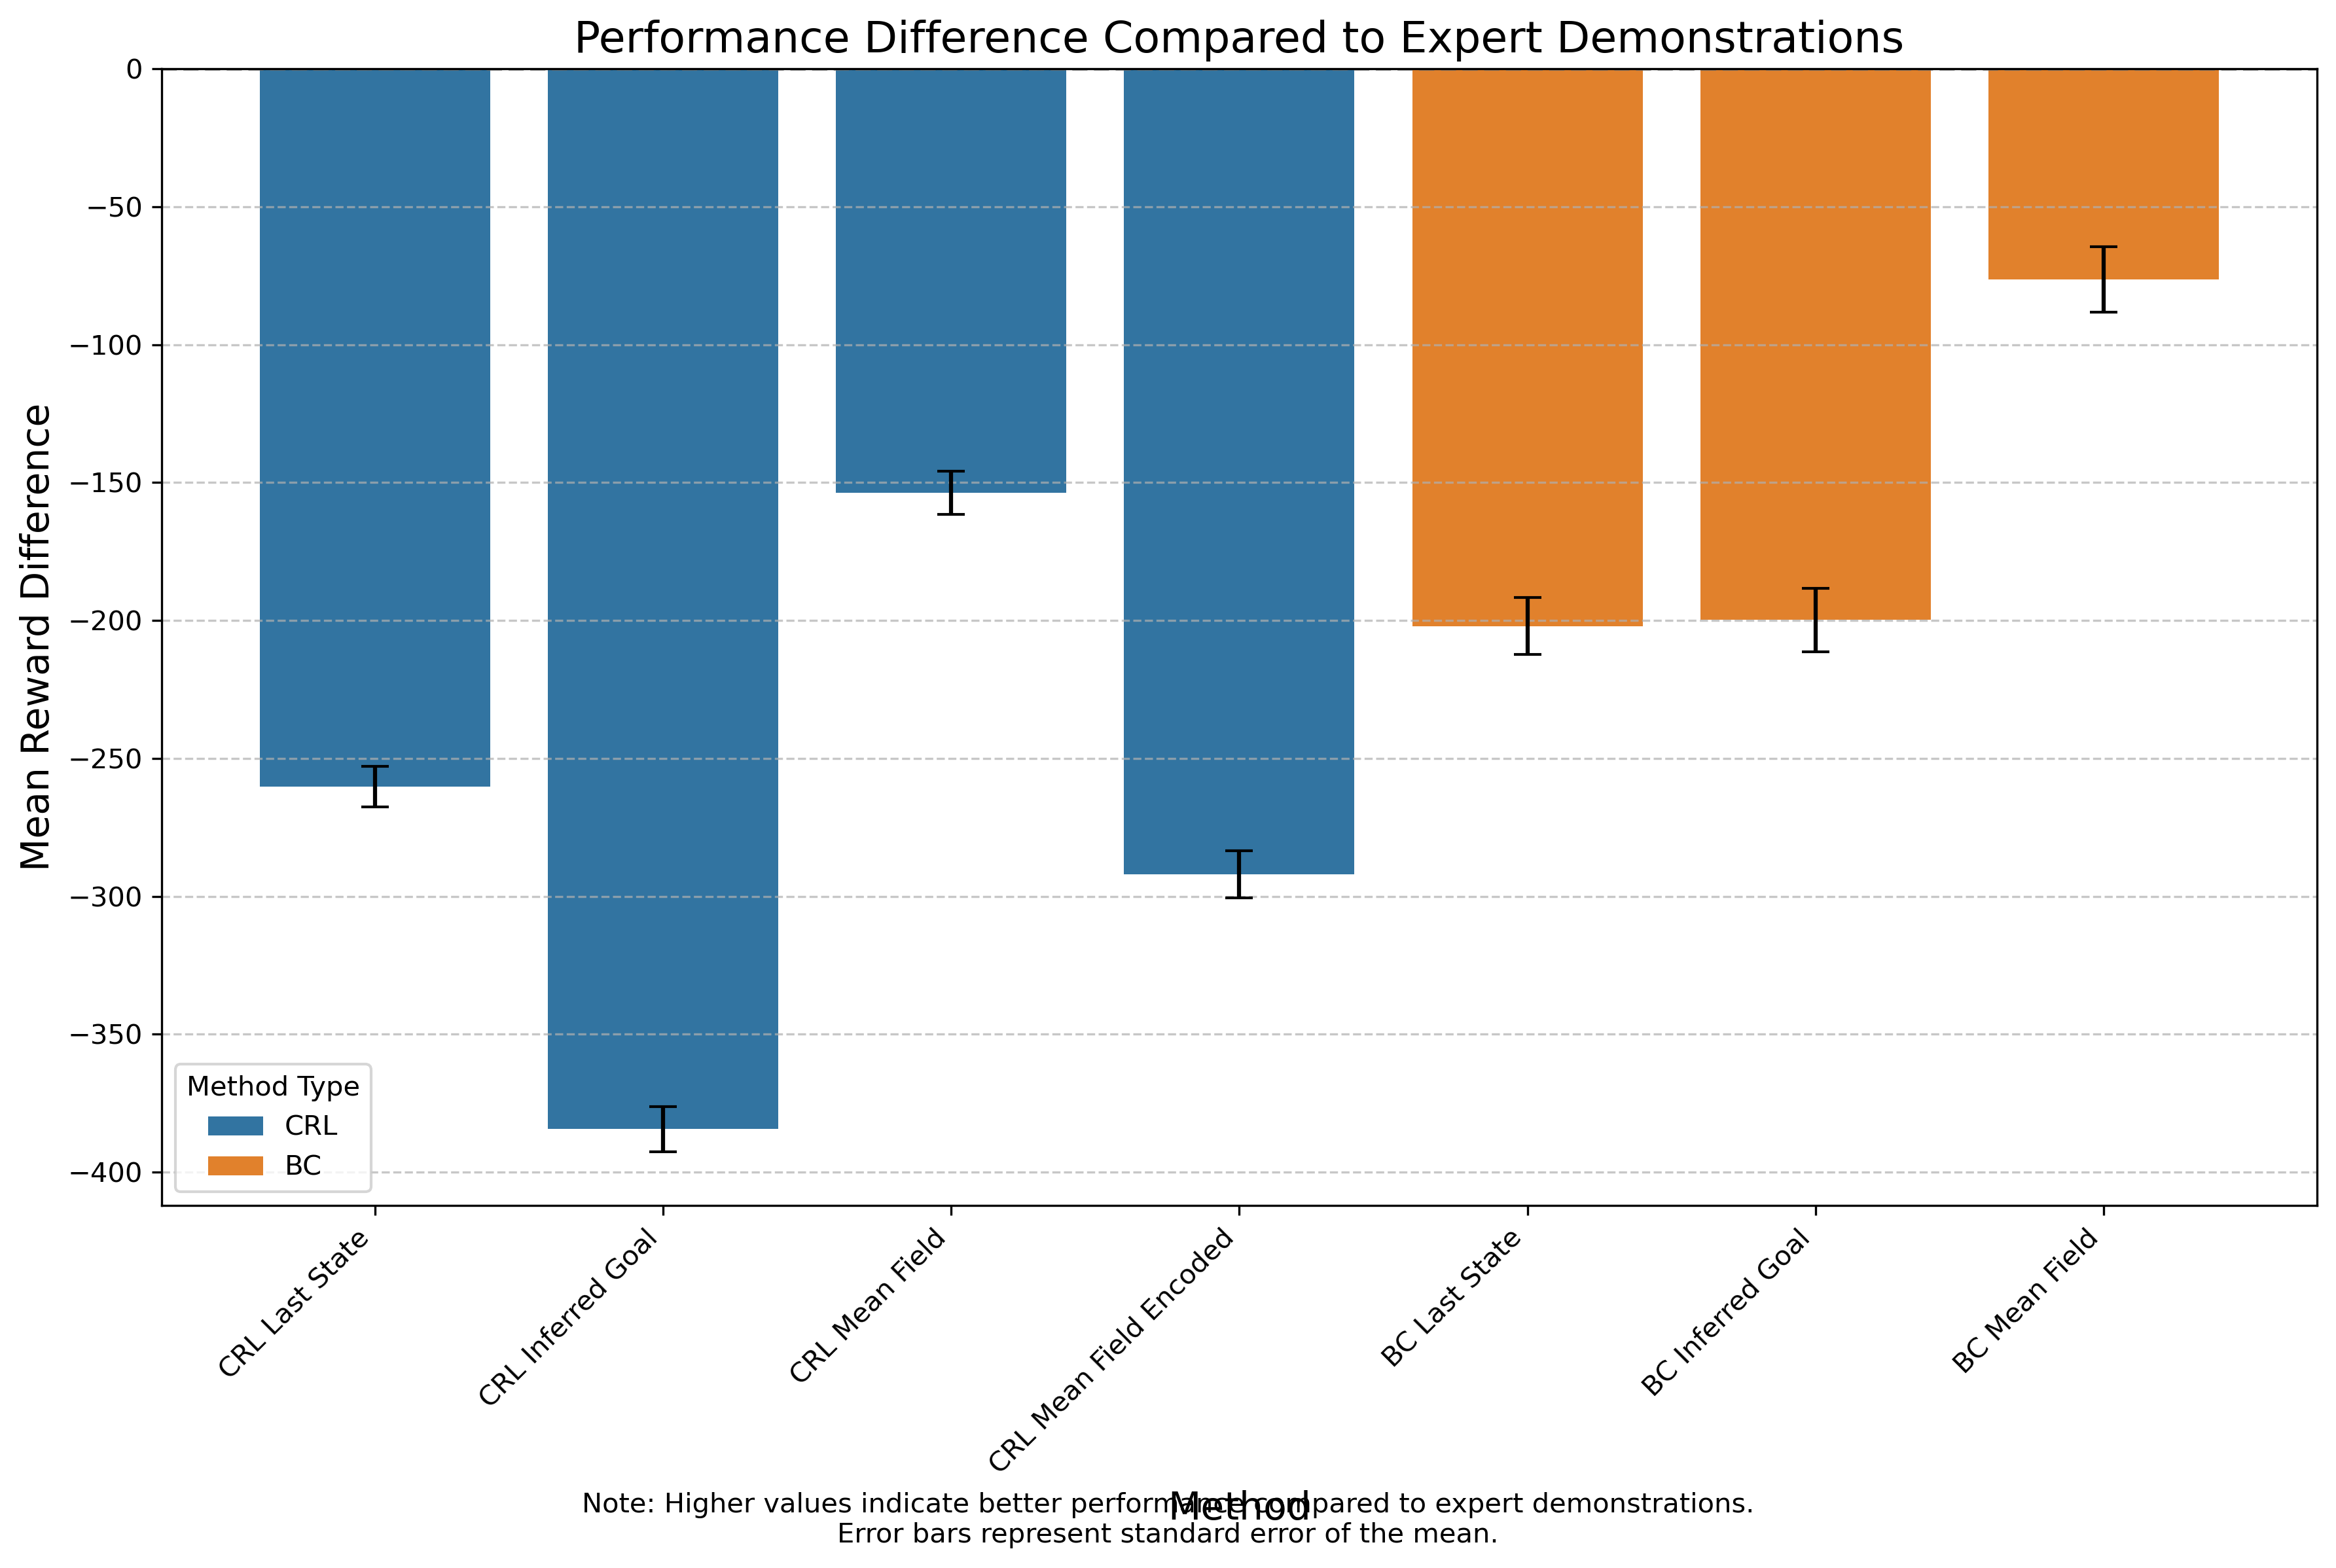 Performance Difference Compared to Expert Demonstrations
Mean Reward Difference
0
−50
−100
−150
−200
−250
−300
−350
−400
Method Type
CRL
BC
CRL Last State
CRL Inferred Goal
CRL Mean Field
CRL Mean Field Encoded
BC Last State
BC Inferred Goal
BC Mean Field
Method
Note: Higher values indicate better performance compared to expert demonstrations.
Error bars represent standard error of the mean.